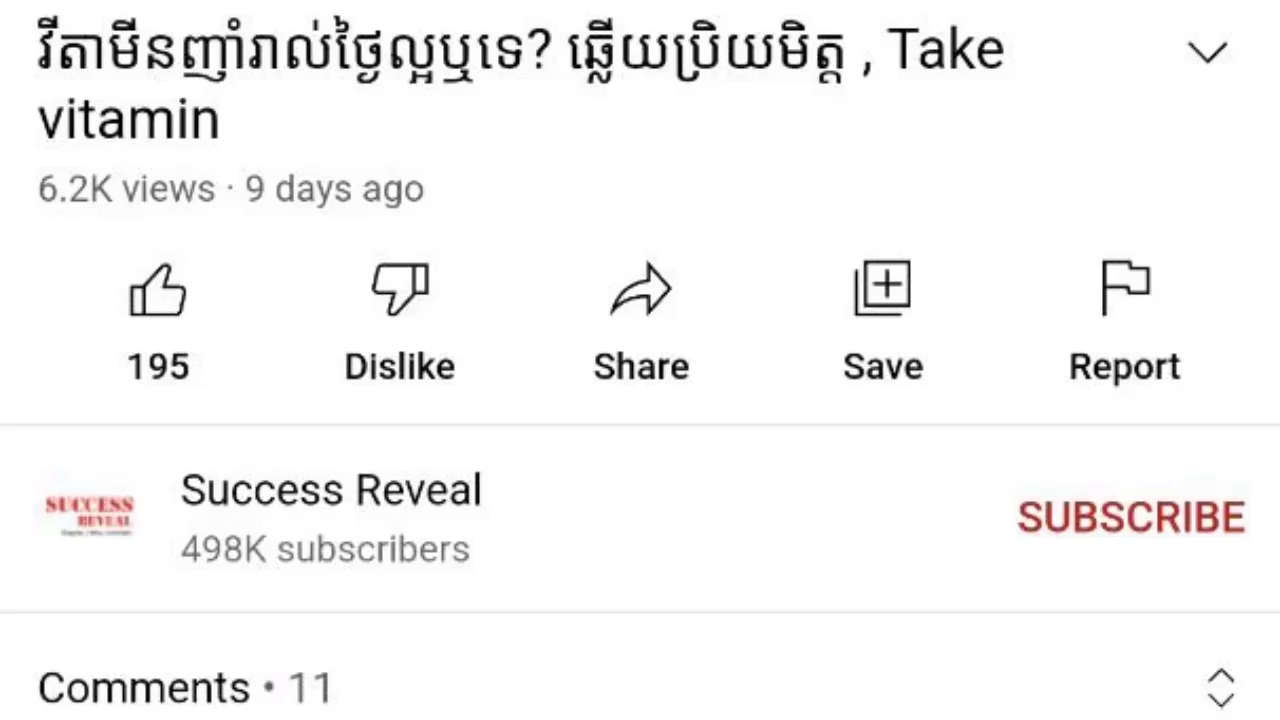 វីតាមីនញាំរាល់ថ្ងៃល្អឬទេ? ឆ្លើយប្រិយមិត្ត , Take
vitamin
6.2K views · 9 days ago
195 Dislike Share Save Report
SUCCESS
REVEAL
Success Reveal
498K subscribers
SUBSCRIBE
Comments • 11